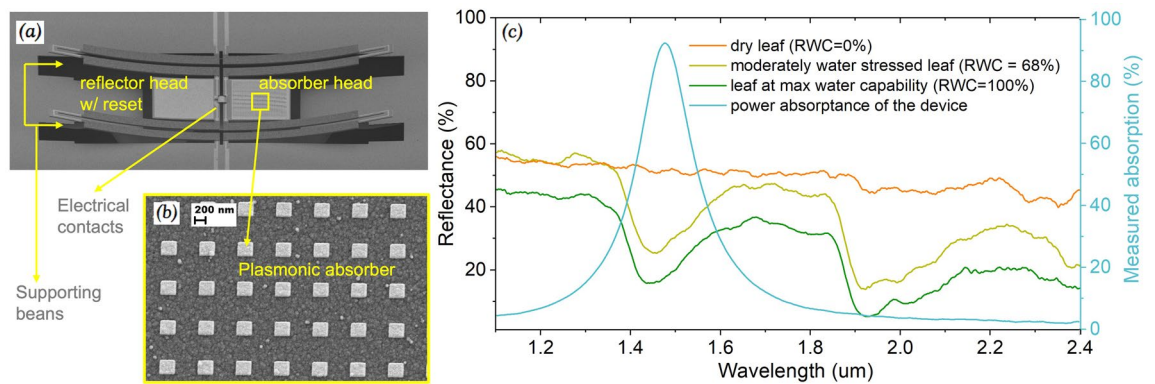 (a)
reflector head
w/ reset
absorber head
Electrical
contacts
Supporting
beans
(b)
200 nm
Plasmonic absorber
(c)
dry leaf (RWC=0%)
moderately water stressed leaf (RWC = 68%)
leaf at max water capability (RWC=100%)
power absorptance of the device
Reflectance (%)
100
80
60
40
20
Measured absorption (%)
100
80
60
40
20
0
1.2 1.4 1.6 1.8 2.0 2.2 2.4
Wavelength (um)